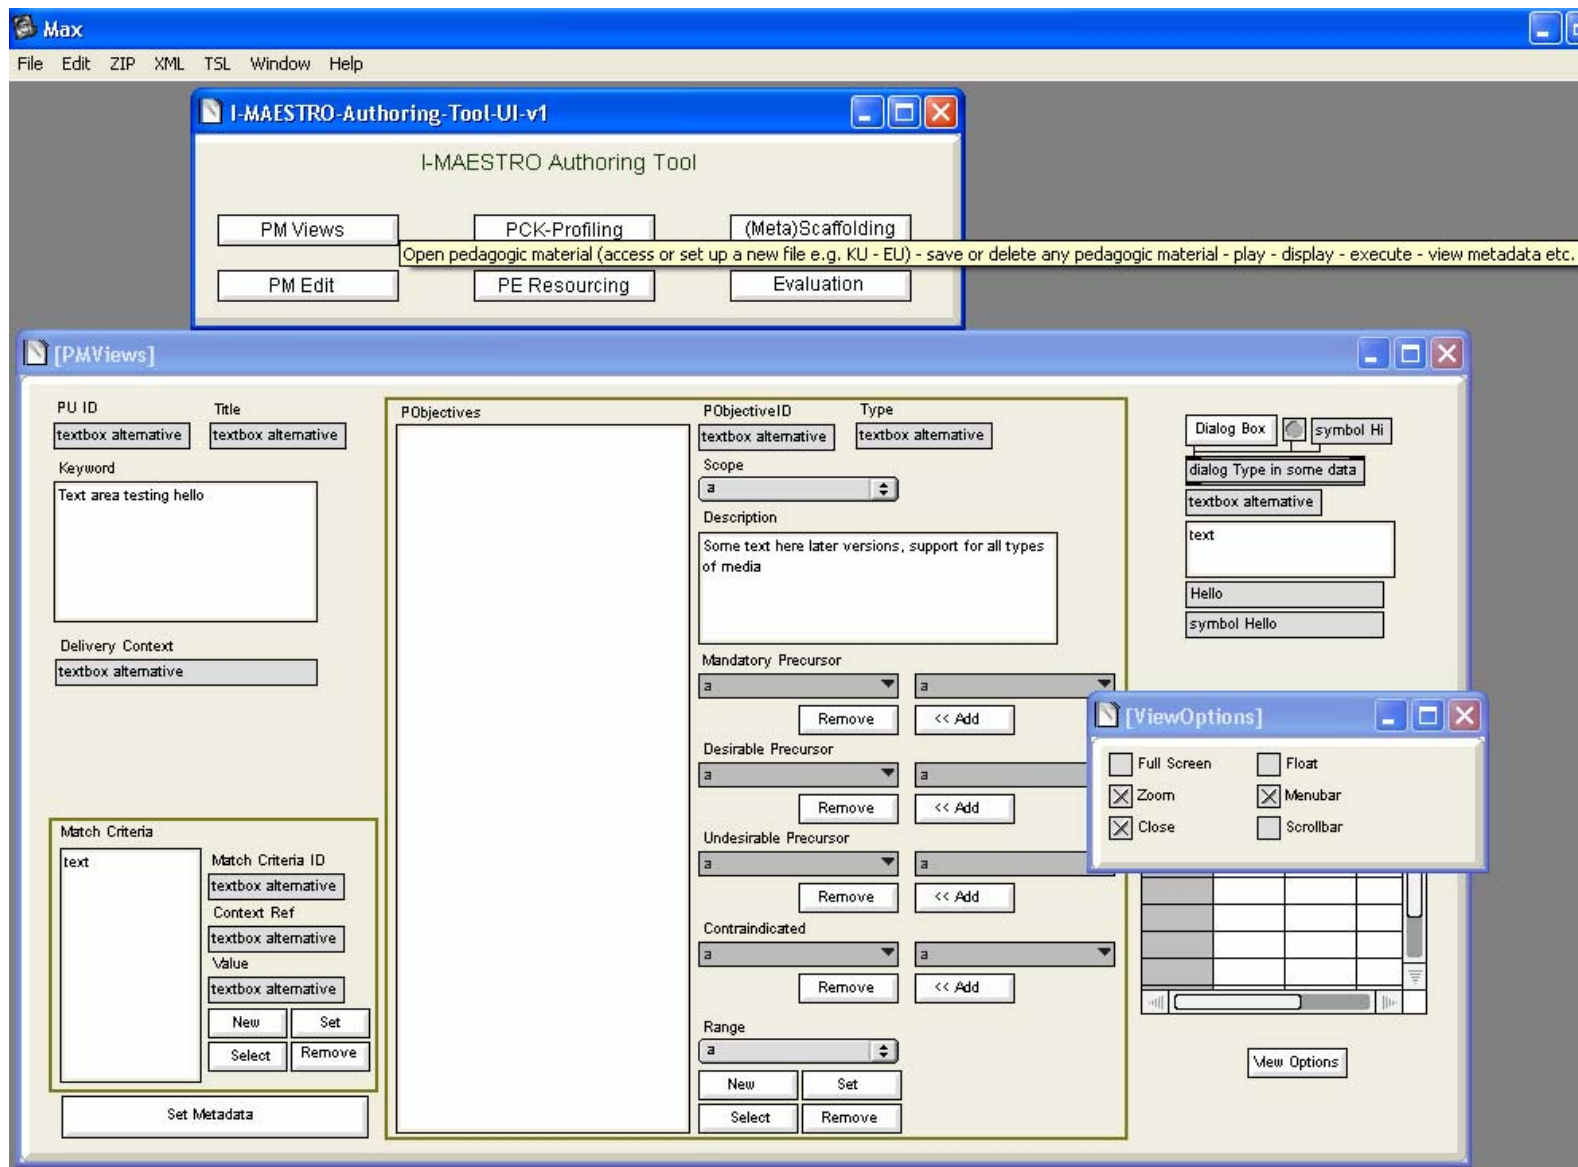 Max
File Edit ZIP XML TSL Window Help
I-MAESTRO-Authoring-Tool-UI-v1
I-MAESTRO Authoring Tool
PM Views PCK-Profiling (Meta)Scaffolding
Open pedagogic material (access or set up a new file e.g. KU - EU) - save or delete any pedagogic material - play - display - execute - view metadata etc.
PM Edit PE Resourcing Evaluation
[PMViews]
PU ID Title
textbox alternative textbox alternative
Keyword
Text area testing hello
Delivery Context
textbox alternative
Match Criteria
text
Match Criteria ID
textbox alternative
Context Ref
textbox alternative
Value
textbox alternative
New Set
Select Remove
Set Metadata
PObjectives
PObjectiveID Type
textbox alternative textbox alternative
Scope
a
Description
Some text here later versions, support for all types
of media
Mandatory Precursor
a a
Remove << Add
Desirable Precursor
a a
Remove << Add
Undesirable Precursor
a a
Remove << Add
Contraindicated
a a
Remove << Add
Range
a
New Set
Select Remove
Dialog Box symbol Hi
dialog Type in some data
textbox alternative
text
Hello
symbol Hello
[ViewOptions]
Full Screen Float
Zoom Menubar
Close Scrollbar
View Options